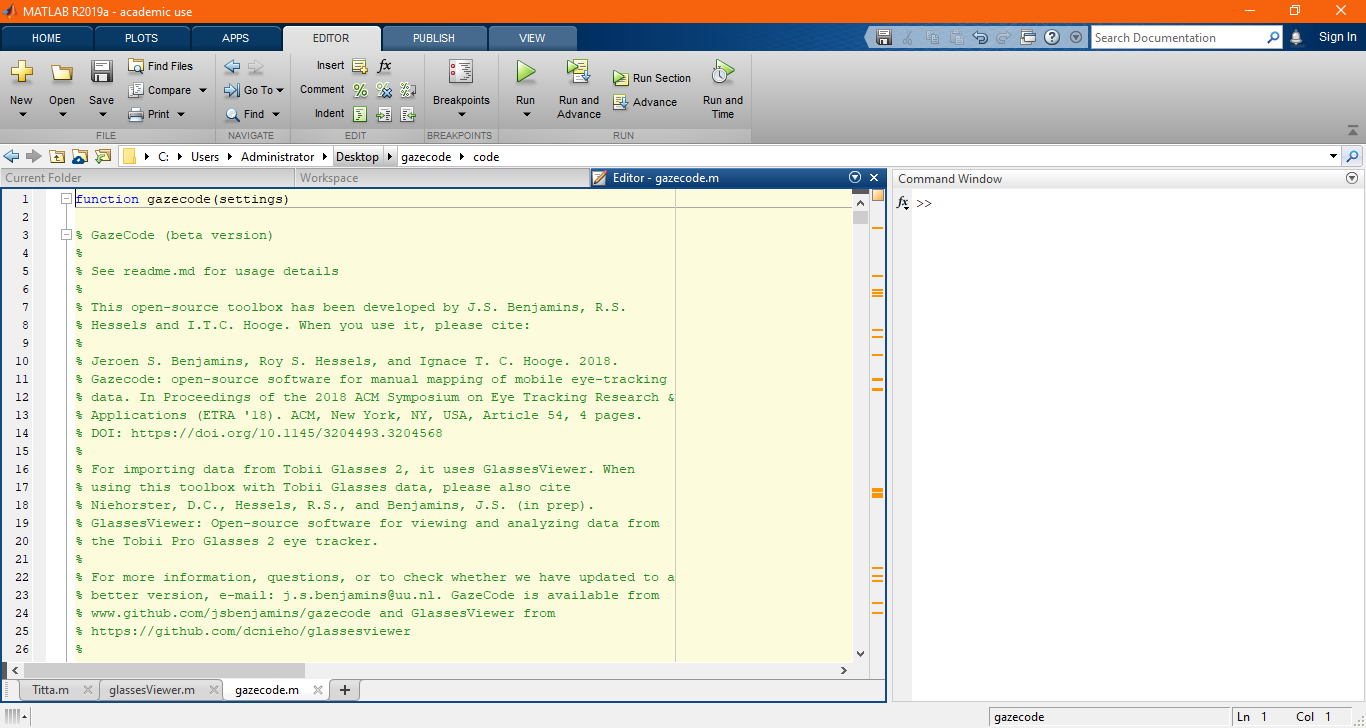 MATLAB R2019a - academic use
HOME PLOTS APPS EDITOR PUBLISH VIEW
Search Documentation
Sign In
New
Open
Save
Find Files
Compare
Print
FILE
Go To
Find
NAVIGATE
Insert fx
Comment
Indent
EDIT
Breakpoints
BREAKPOINTS
Run
Run and Advance
Run Section
Advance
Run and Time
RUN
C: Users Administrator Desktop gazecode code
Current Folder
Workspace
Editor - gazecode.m
Command Window
1 function gazecode(settings)
2
3 % GazeCode (beta version)
4 %
5 % See readme.md for usage details
6 %
7 % This open-source toolbox has been developed by J.S. Benjamins, R.S.
8 % Hessels and I.T.C. Hooge. When you use it, please cite:
9 %
10 % Jeroen S. Benjamins, Roy S. Hessels, and Ignace T. C. Hooge. 2018.
11 % Gazecode: open-source software for manual mapping of mobile eye-tracking
12 % data. In Proceedings of the 2018 ACM Symposium on Eye Tracking Research &
13 % Applications (ETRA '18). ACM, New York, NY, USA, Article 54, 4 pages.
14 % DOI: https://doi.org/10.1145/3204493.3204568
15 %
16 % For importing data from Tobii Glasses 2, it uses GlassesViewer. When
17 % using this toolbox with Tobii Glasses data, please also cite
18 % Niehorster, D.C., Hessels, R.S., and Benjamins, J.S. (in prep).
19 % GlassesViewer: Open-source software for viewing and analyzing data from
20 % the Tobii Pro Glasses 2 eye tracker.
21 %
22 % For more information, questions, or to check whether we have updated to a
23 % better version, e-mail: j.s.benjamins@uu.nl. GazeCode is available from
24 % www.github.com/jsbenjamins/gazecode and GlassesViewer from
25 % https://github.com/dcnieho/glassesviewer
26 %
fx >>
Titta.m
glassesViewer.m
gazecode.m
gazecode
Ln 1 Col 1